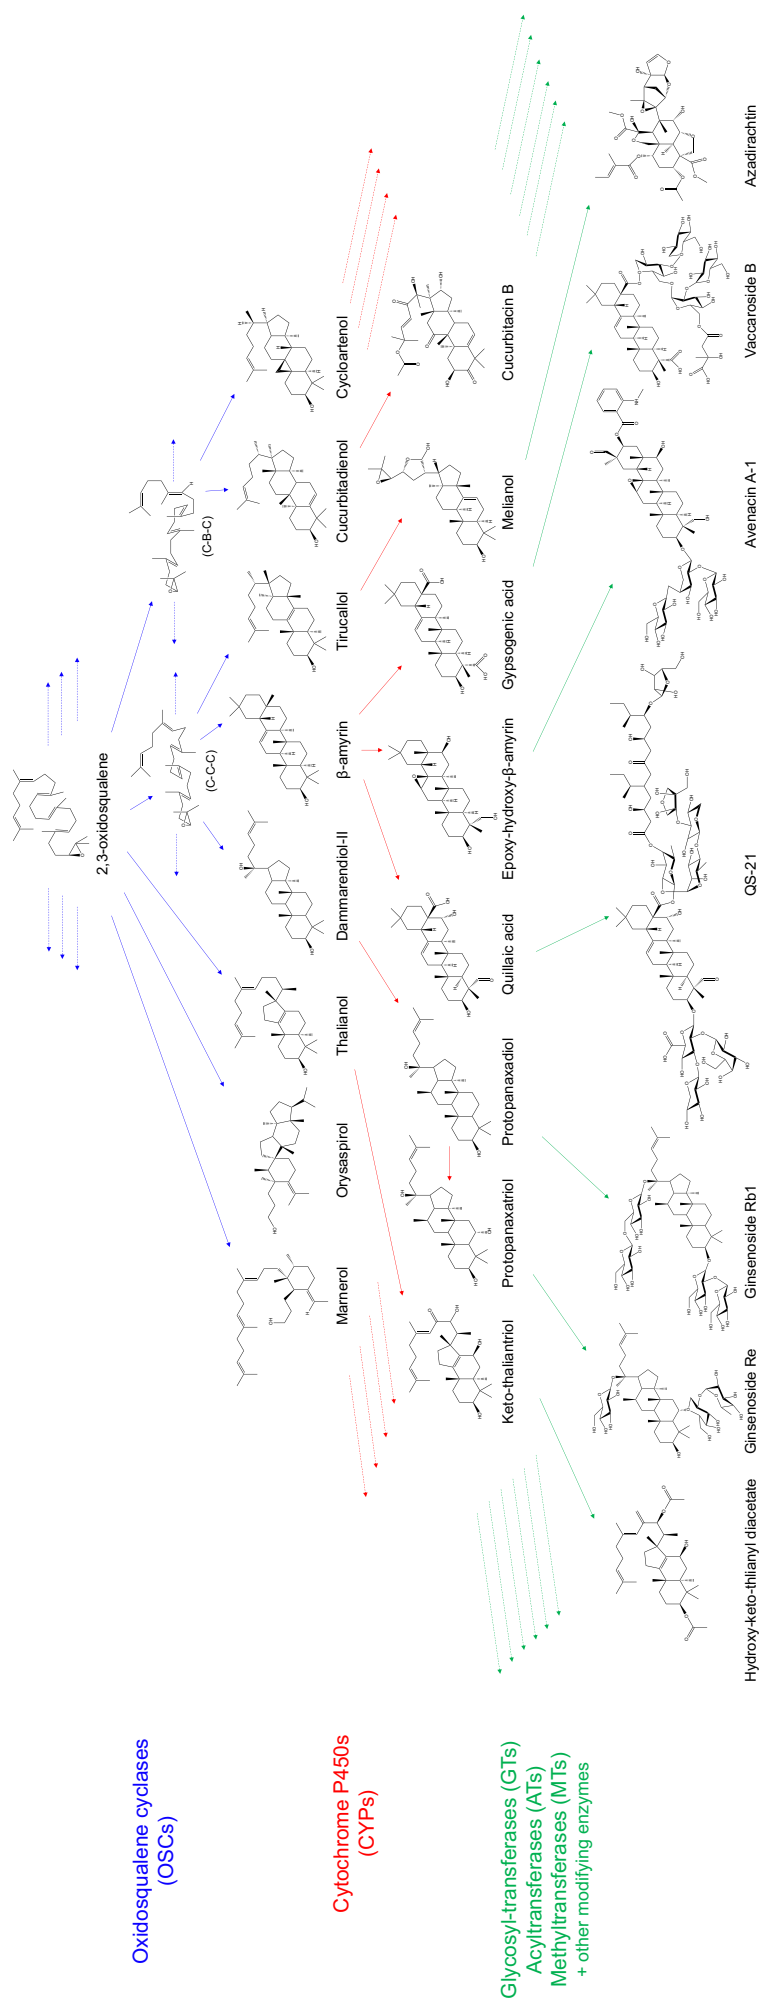 Oxidosqualene cyclases
(OSCs)
Cytochrome P450s
(CYPs)
Glycosyl-transferases (GTs)
Acyltransferases (ATs)
Methyltransferases (MTs)
+ other modifying enzymes
2,3-oxidosqualene
(C-C-C)
(C-B-C)
Marnerol
Orysaspirol
Thalianol
Dammarendiol-II
β-amyrin
Tirucallol
Cucurbitadienol
Cycloartenol
Keto-thaliantriol
Protopanaxatriol
Protopanaxadiol
Quillaic acid
Epoxy-hydroxy-β-amyrin
Gypsogenic acid
Melianol
Cucurbitacin B
Hydroxy-keto-thlianyl diacetate
Ginsenoside Re
Ginsenoside Rb1
QS-21
Avenacin A-1
Vaccaroside B
Azadirachtin